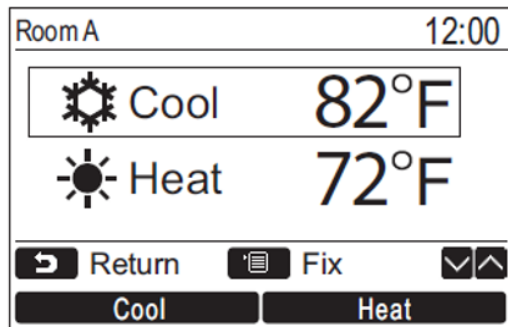 Room A 12:00
Cool 82°F
Heat 72°F
Return Fix
Cool Heat